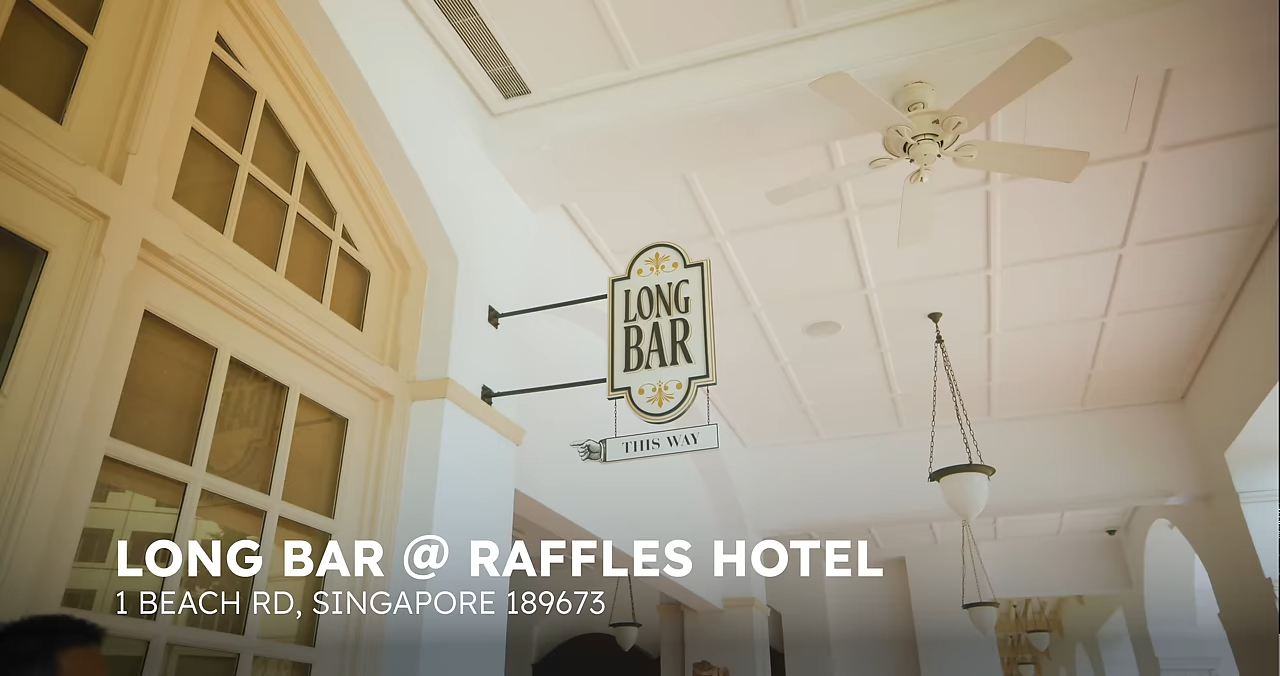 LONG
BAR
THIS WAY
LONG BAR @ RAFFLES HOTEL
1 BEACH RD, SINGAPORE 189673